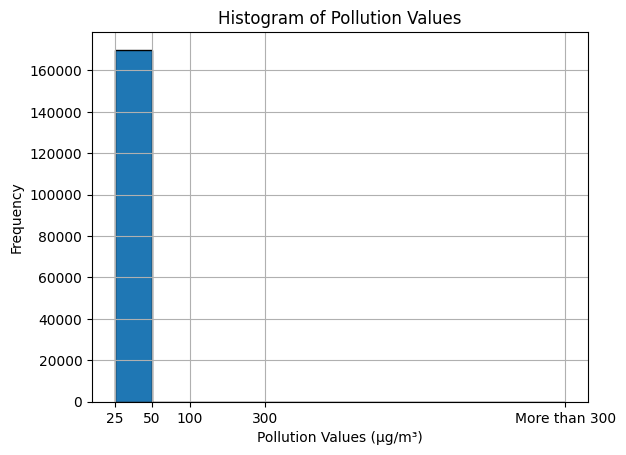 Histogram of Pollution Values
Frequency
160000
140000
120000
100000
80000
60000
40000
20000
0
25 50 100 300 More than 300
Pollution Values (µg/m³)